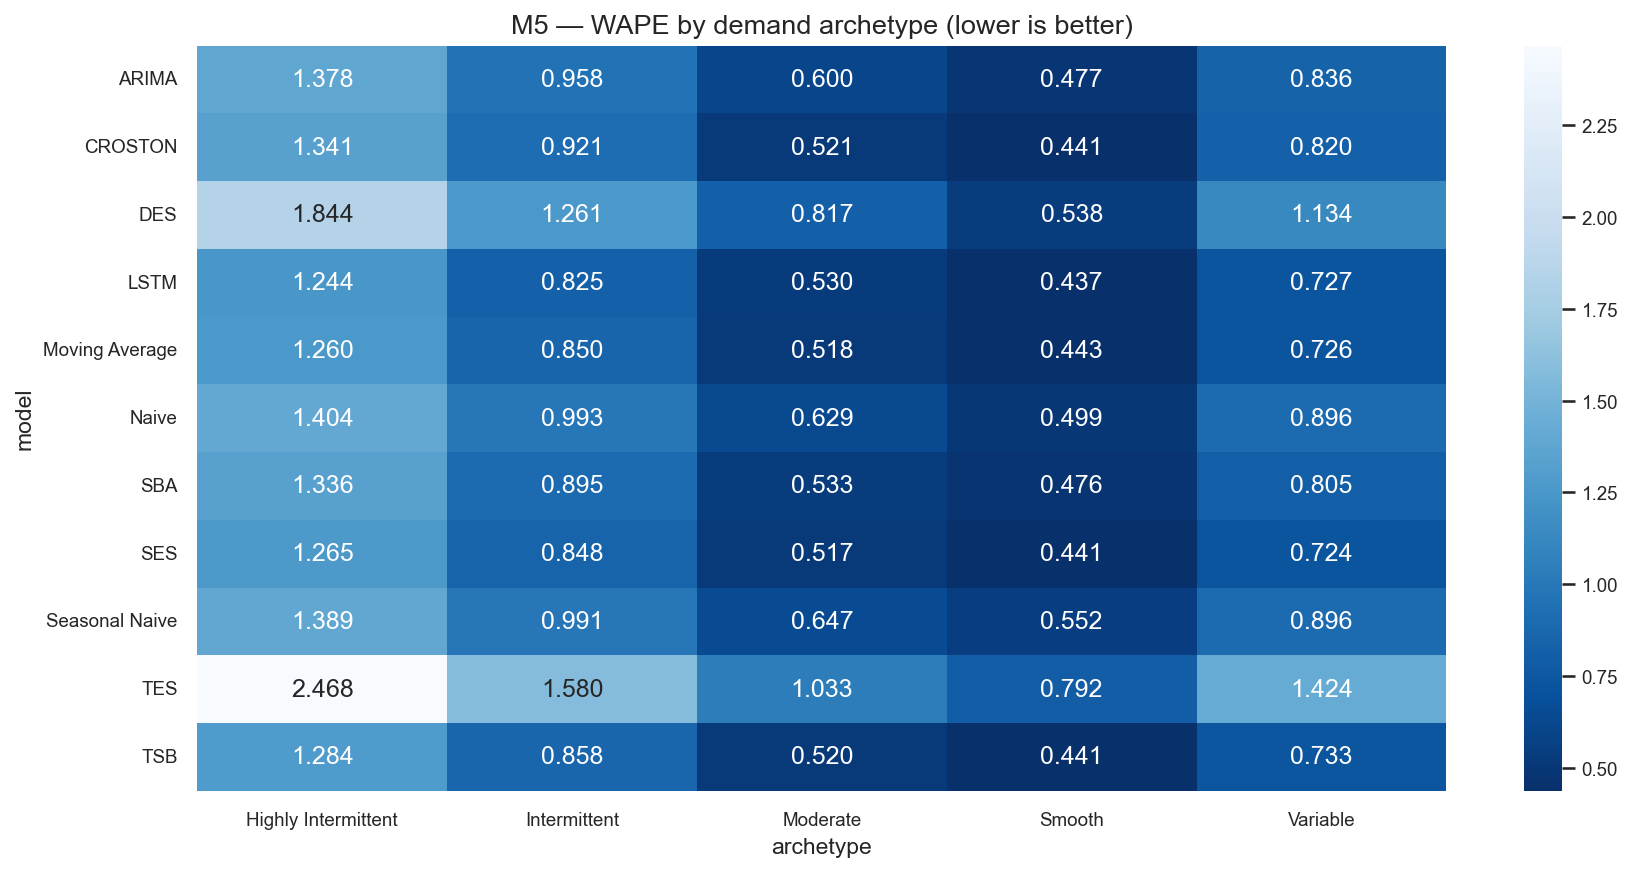 M5 — WAPE by demand archetype (lower is better)
model
ARIMA 1.378 0.958 0.600 0.477 0.836
CROSTON 1.341 0.921 0.521 0.441 0.820
DES 1.844 1.261 0.817 0.538 1.134
LSTM 1.244 0.825 0.530 0.437 0.727
Moving Average 1.260 0.850 0.518 0.443 0.726
Naive 1.404 0.993 0.629 0.499 0.896
SBA 1.336 0.895 0.533 0.476 0.805
SES 1.265 0.848 0.517 0.441 0.724
Seasonal Naive 1.389 0.991 0.647 0.552 0.896
TES 2.468 1.580 1.033 0.792 1.424
TSB 1.284 0.858 0.520 0.441 0.733
Highly Intermittent Intermittent Moderate Smooth Variable
archetype
2.25
2.00
1.75
1.50
1.25
1.00
0.75
0.50